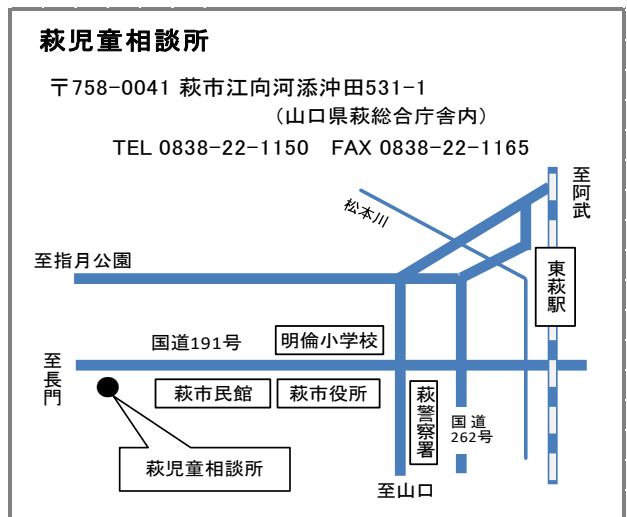 萩児童相談所
〒758-0041 萩市江向河添沖田531-1
(山口県萩総合庁舎内)
TEL 0838-22-1150 FAX 0838-22-1165
至阿武
松本川
至指月公園
東萩駅
国道191号
明倫小学校
至長門
萩市民館
萩市役所
萩警察署
国道
262号
萩児童相談所
至山口